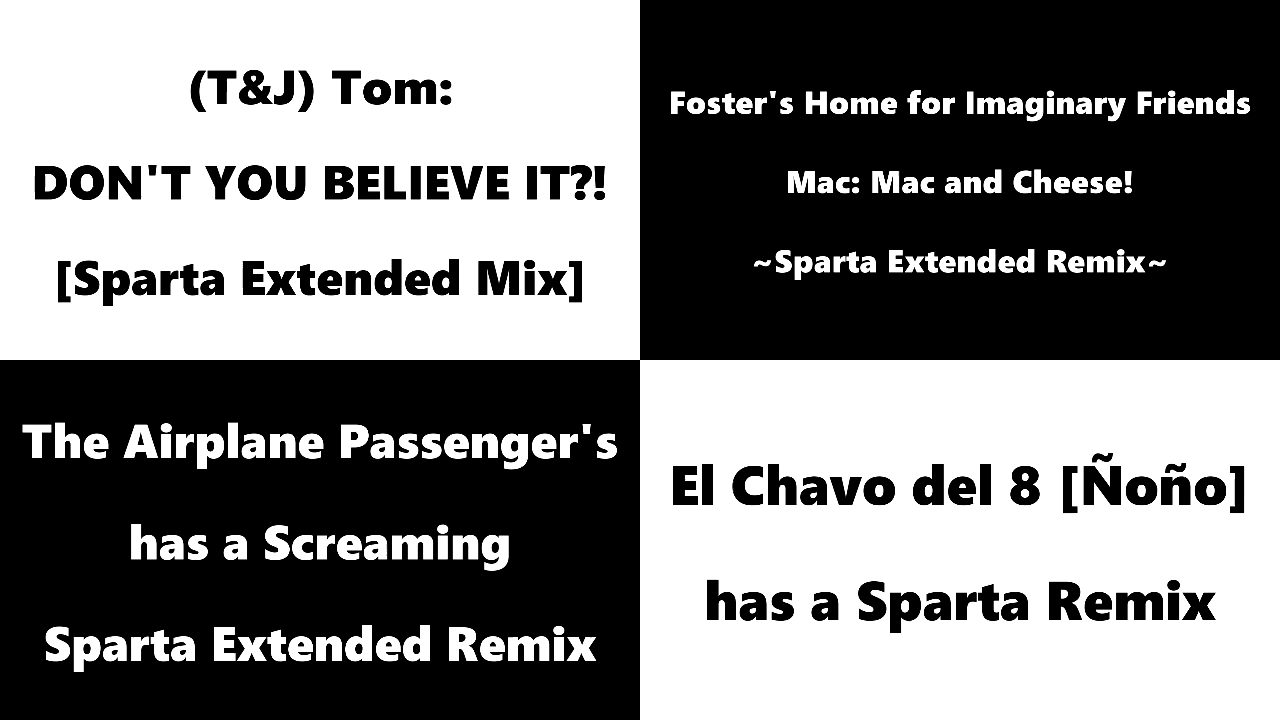 (T&J) Tom:
DON'T YOU BELIEVE IT?!
[Sparta Extended Mix]
Foster's Home for Imaginary Friends
Mac: Mac and Cheese!
~Sparta Extended Remix~
The Airplane Passenger's
has a Screaming
Sparta Extended Remix
El Chavo del 8 [Ñoño]
has a Sparta Remix